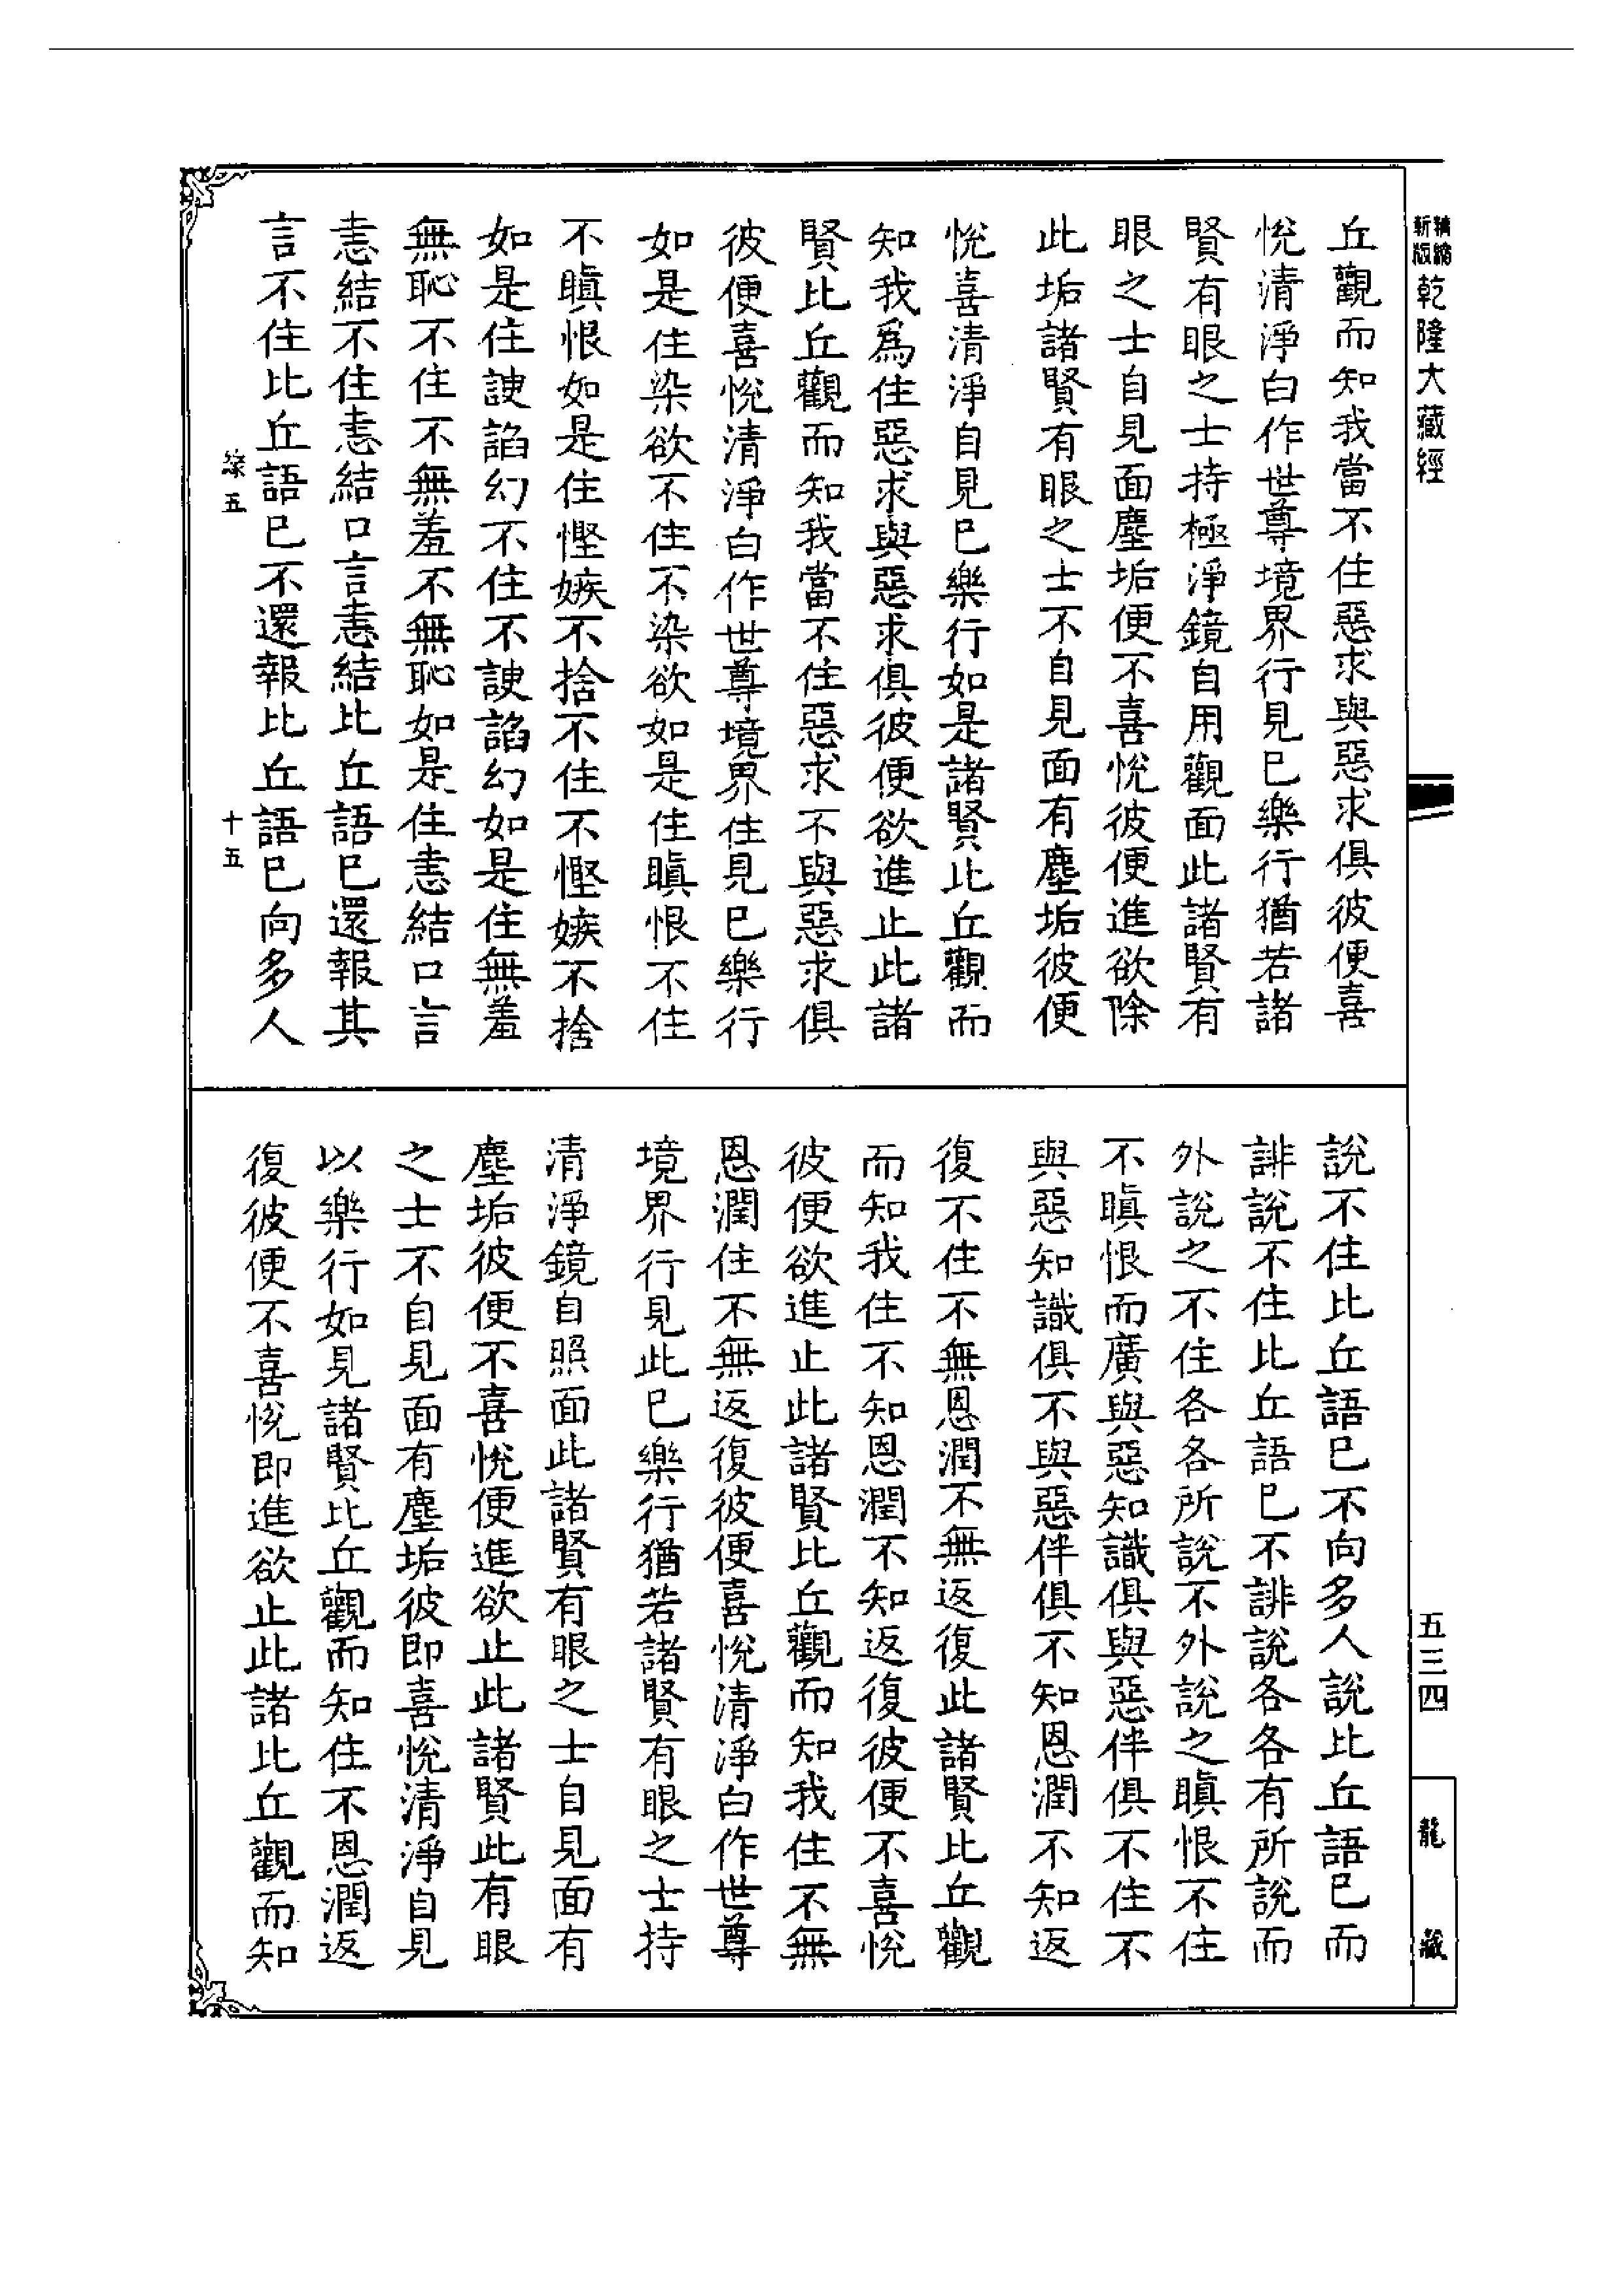 精縮新版乾隆大藏經
丘觀而知我當不住惡求與惡求俱彼便喜
悅清淨白作世尊境界行見已樂行猶若諸
賢有眼之士持極淨鏡自用觀面此諸賢有
眼之士自見面塵垢便不喜悅彼便進欲除
此垢諸賢有眼之士不自見面有塵垢彼便
悅喜清淨自見已樂行如是諸賢比丘觀而
知我為住惡求與惡求俱彼便欲進止此諸
賢比丘觀而知我當不住惡求不與惡求俱
彼便喜悅清淨白作世尊境界住見已樂行
如是住染欲不住不染欲如是住瞋恨不住
不瞋恨如是住慳嫉不捨不住不慳嫉不捨
如是住諛諂幻不住不諛諂幻如是住無羞
無恥不住不無羞不無恥如是住恚結口言
恚結不住恚結口言恚結比丘語已還報其
言不住比丘語已不還報比丘語已向多人
五
十五
說不住比丘語已不向多人說比丘語已而
誹說不住比丘語已不誹說各各有所說而
外說之不住各各所說不外說之瞋恨不住
不瞋恨而廣與惡知識俱與惡伴俱不住不
與惡知識俱不與惡伴俱不知恩潤不知返
復不住不無恩潤不無返復此諸賢比丘觀
而知我住不知恩潤不知返復彼便不喜悅
彼便欲進止此諸賢比丘觀而知我住不無
恩潤住不無返復彼便喜悅清淨白作世尊
境界行見此已樂行猶若諸賢有眼之士持
清淨鏡自照面此諸賢有眼之士自見面有
塵垢彼便不喜悅便進欲止此諸賢此有眼
之士不自見面有塵垢彼即喜悅清淨自見
以樂行如見諸賢比丘觀而知住不恩潤返
復彼便不喜悅即進欲止此諸比丘觀而知
五三四
龍藏